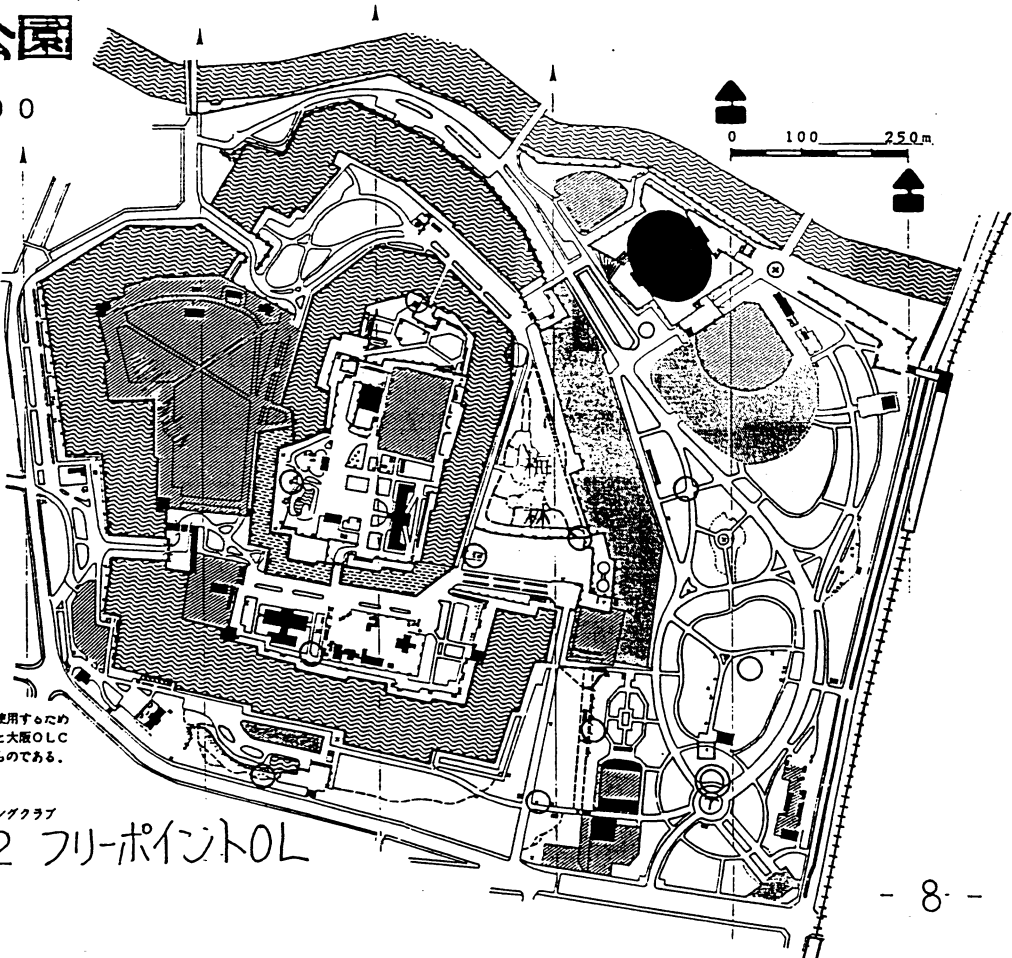 公園
00
0 100 250m
梅
林
使用するため
と大阪OLC
ものである。
ングクラブ
2 フリーポイントOL
- 8 -